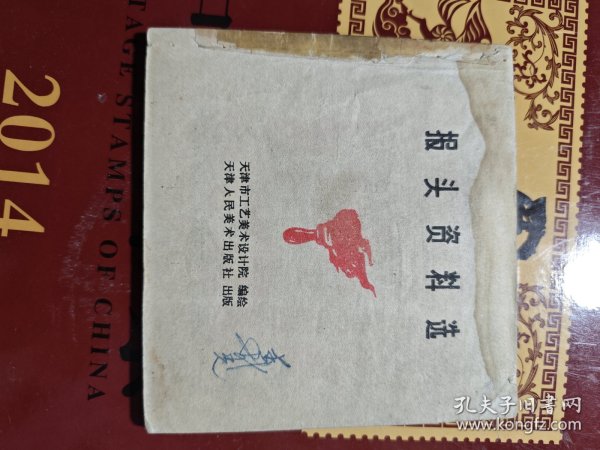 报头资料选
天津市工艺美术设计院 编绘
天津人民美术出版社 出版
2014
TAGE STAMPS OF CHINA
孔夫子旧书网
www.kongfz.com